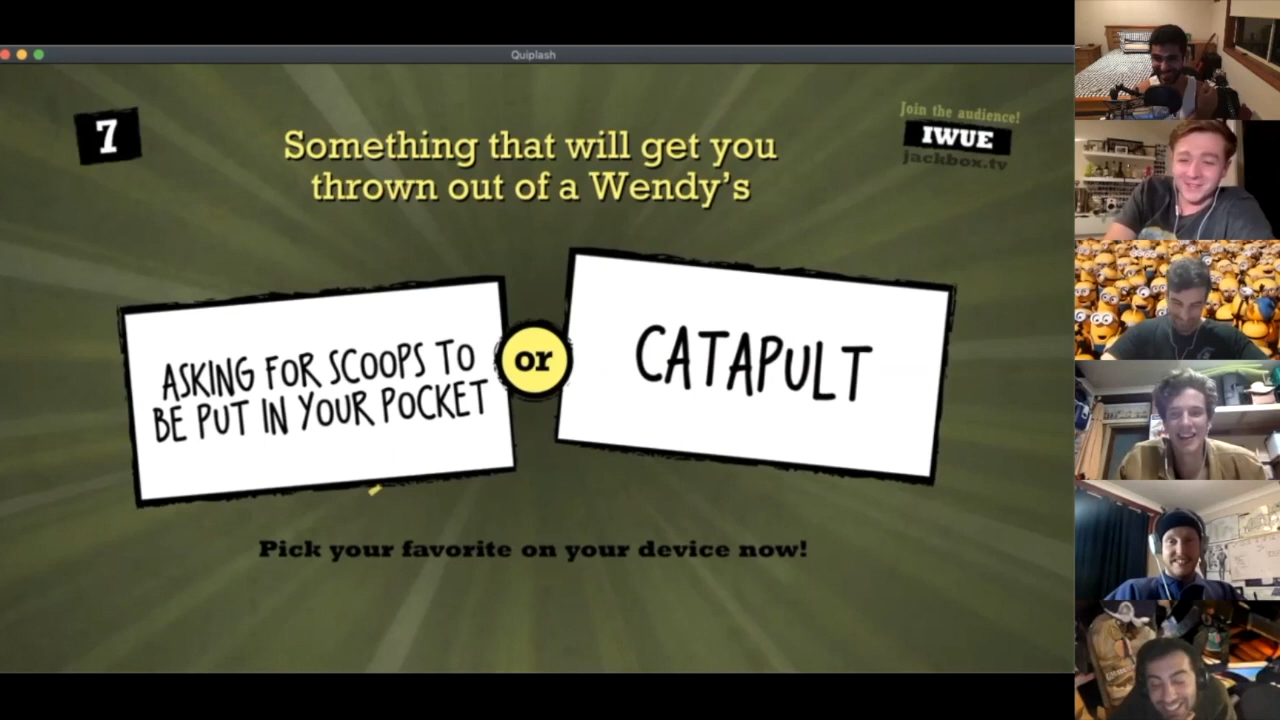 Quiplash
7
Join the audience!
IWUE
jackbox.tv
Something that will get you
thrown out of a Wendy's
ASKING FOR SCOOPS TO
BE PUT IN YOUR POCKET
or
CATAPULT
Pick your favorite on your device now!